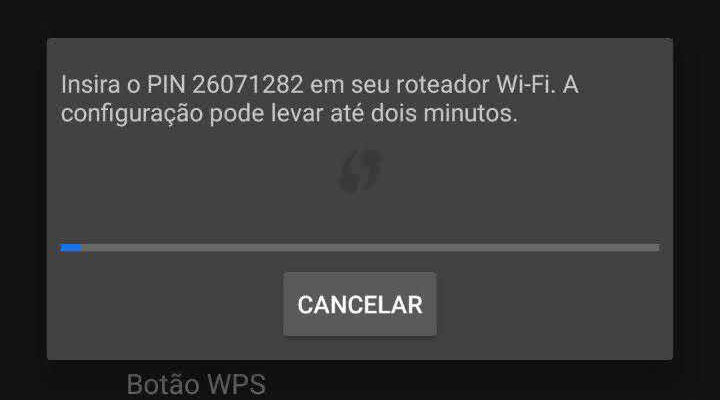 Insira o PIN 26071282 em seu roteador Wi-Fi. A
configuração pode levar até dois minutos.
CANCELAR
Botão WPS